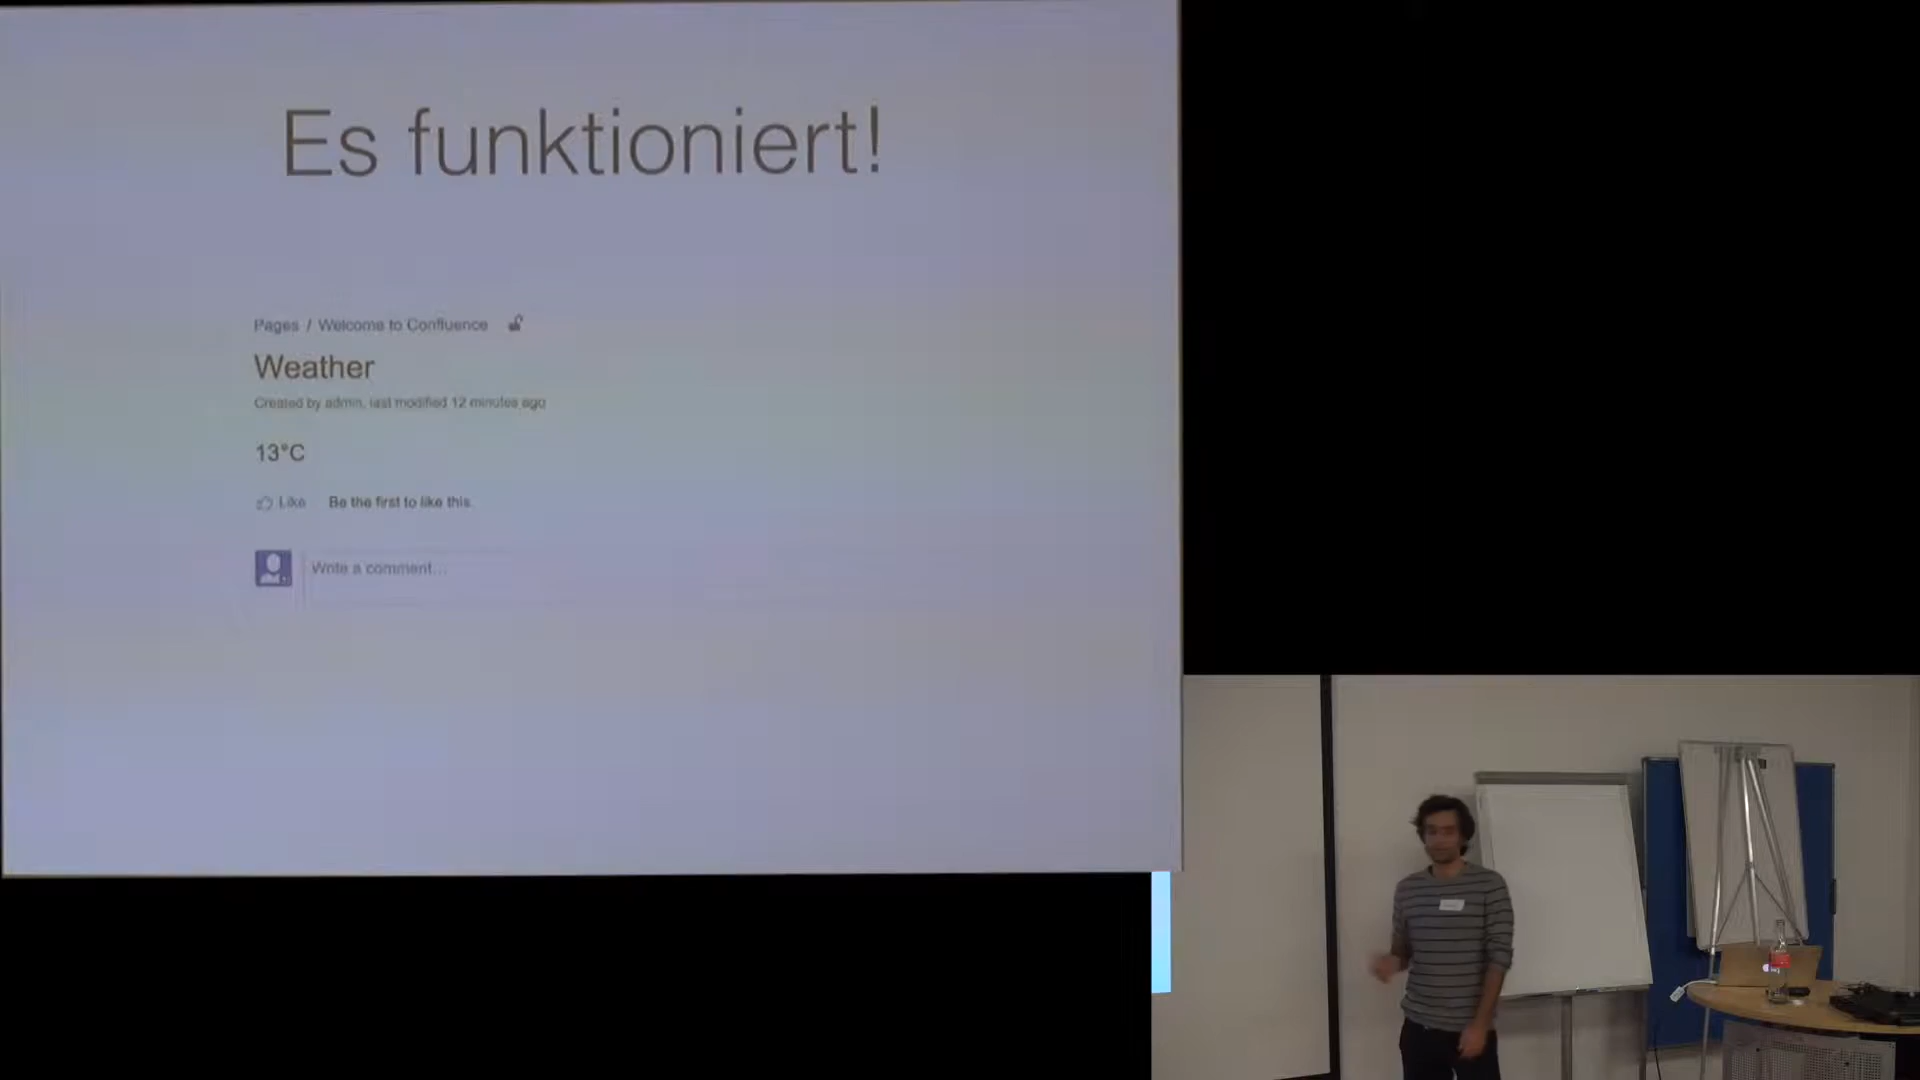 Es funktioniert!
Pages / Welcome to Confluence
Weather
Created by admin, last modified 12 minutes ago
13°C
Like Be the first to like this.
Write a comment...